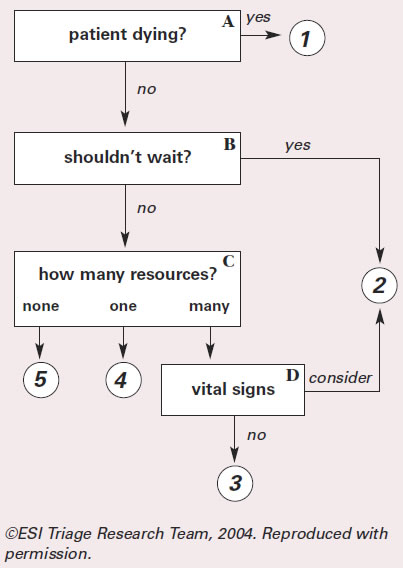 A
yes
patient dying?
1
no
B
shouldn't wait?
yes
no
C
how many resources?
2
none one many
5
4
D
consider
vital signs
no
3
©ESI Triage Research Team, 2004. Reproduced with
permission.